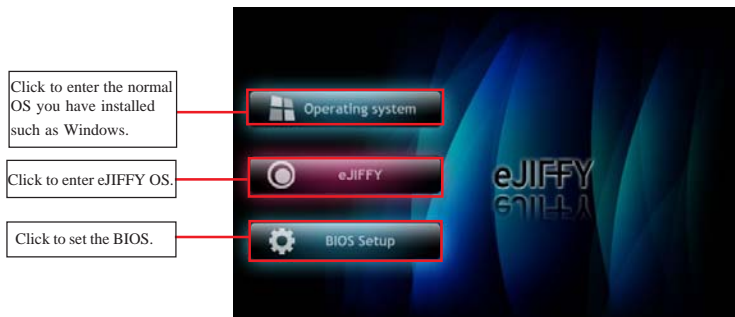 Click to enter the normal
OS you have installed
such as Windows.
Operating system
Click to enter eJIFFY OS.
eJIFFY
eJIFFY
eJIFFY
Click to set the BIOS.
BIOS Setup